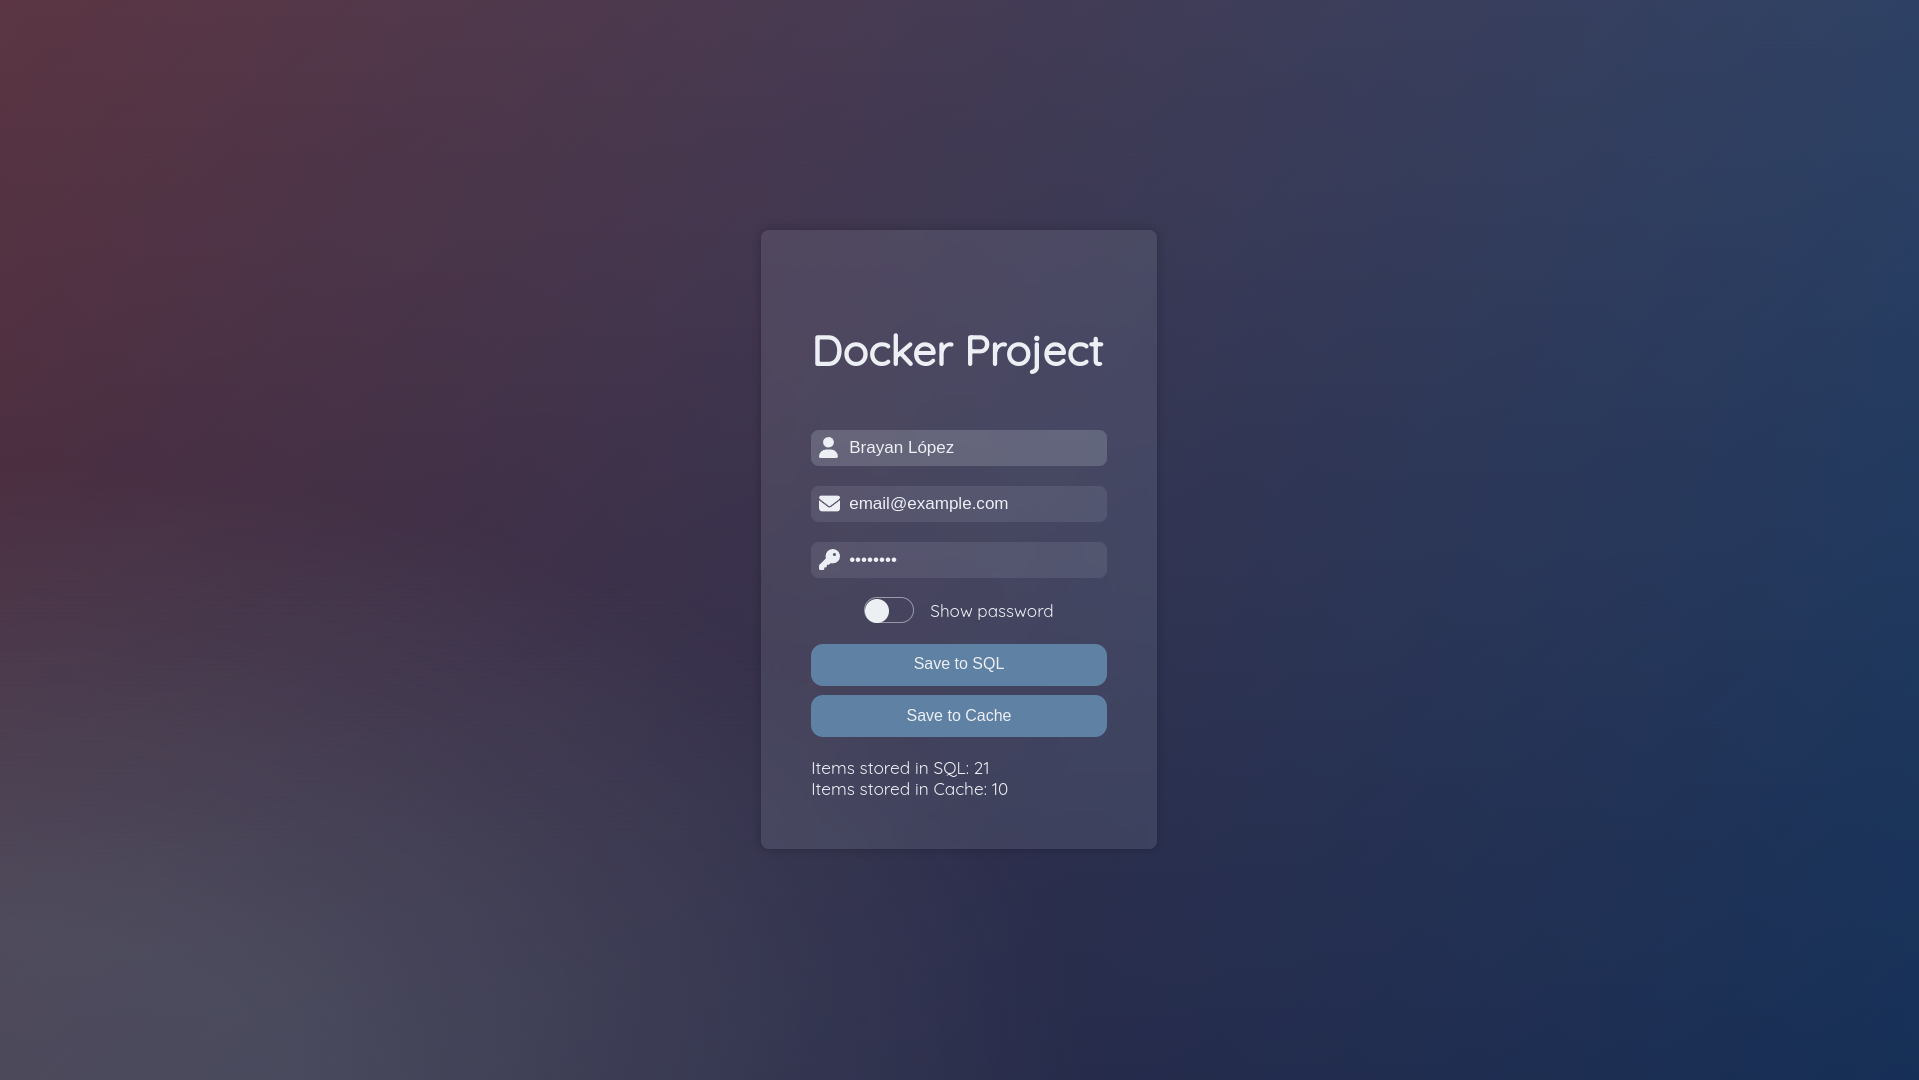 Docker Project
Brayan López
email@example.com
••••••••
Show password
Save to SQL
Save to Cache
Items stored in SQL: 21
Items stored in Cache: 10